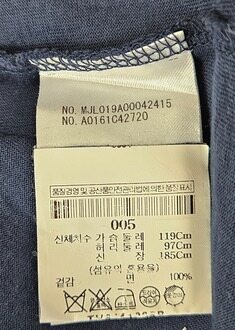 NO. MJL019A00042415
NO. A0161C42720
품질경영 및 공산품안전관리법에 의한 품질표시
005
신체치수 가슴둘레 119Cm
허리둘레 97Cm
신 장 185Cm
(섬유의 혼용율)
겉감 면 100%